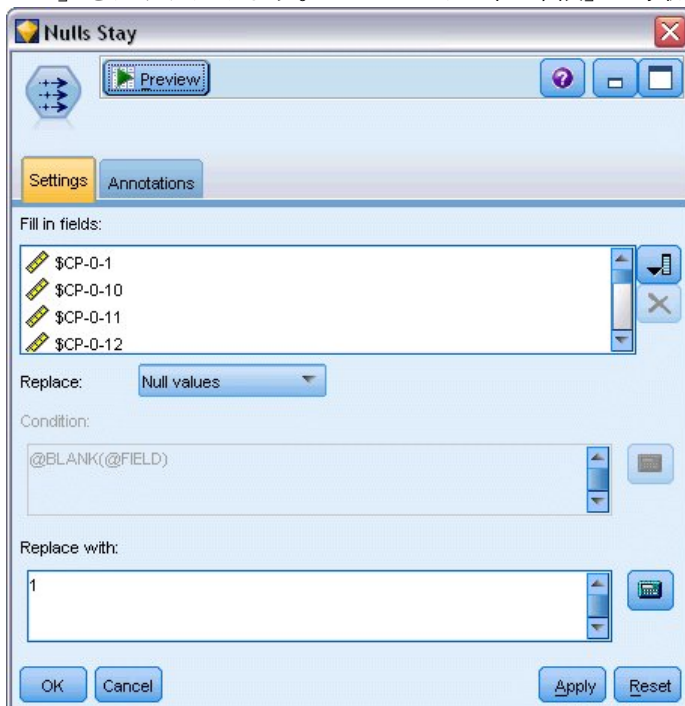 Nulls Stay
Preview
Settings
Annotations
Fill in fields:
$CP-0-1
$CP-0-10
$CP-0-11
$CP-0-12
Replace:
Null values
Condition:
@BLANK(@FIELD)
Replace with:
1
OK
Cancel
Apply
Reset